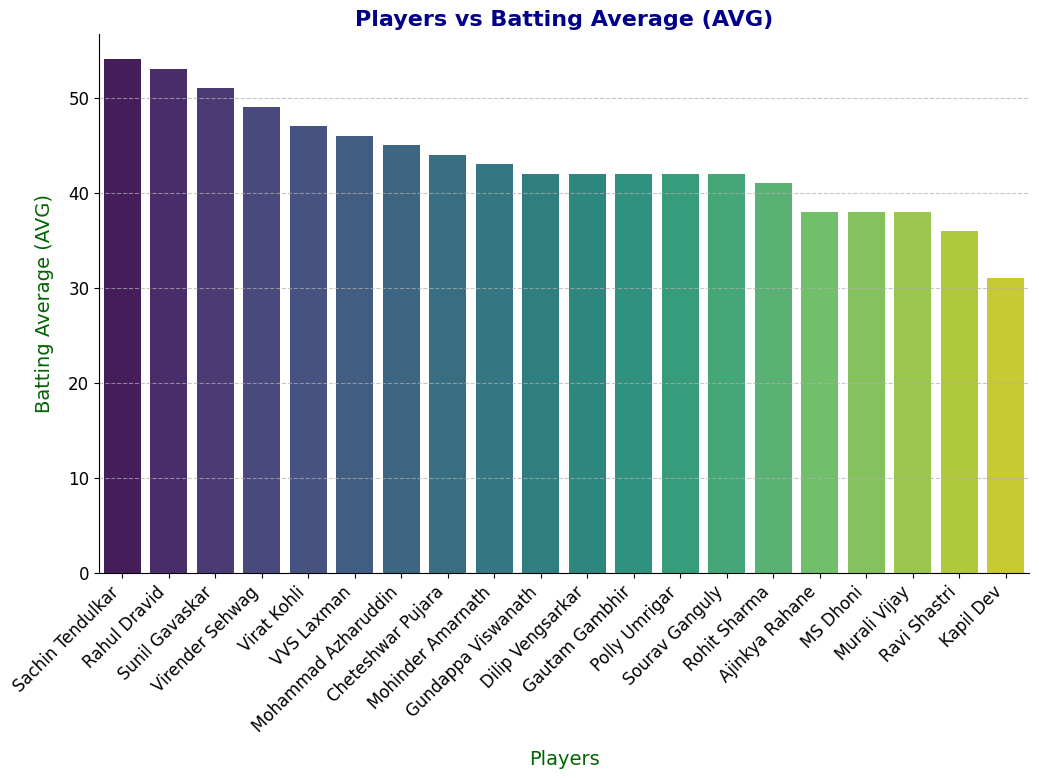 Players vs Batting Average (AVG)
Batting Average (AVG)
50
40
30
20
10
0
Sachin Tendulkar
Rahul Dravid
Sunil Gavaskar
Virender Sehwag
Virat Kohli
VVS Laxman
Mohammad Azharuddin
Cheteshwar Pujara
Mohinder Amarnath
Gundappa Viswanath
Dilip Vengsarkar
Gautam Gambhir
Polly Umrigar
Sourav Ganguly
Rohit Sharma
Ajinkya Rahane
MS Dhoni
Murali Vijay
Ravi Shastri
Kapil Dev
Players